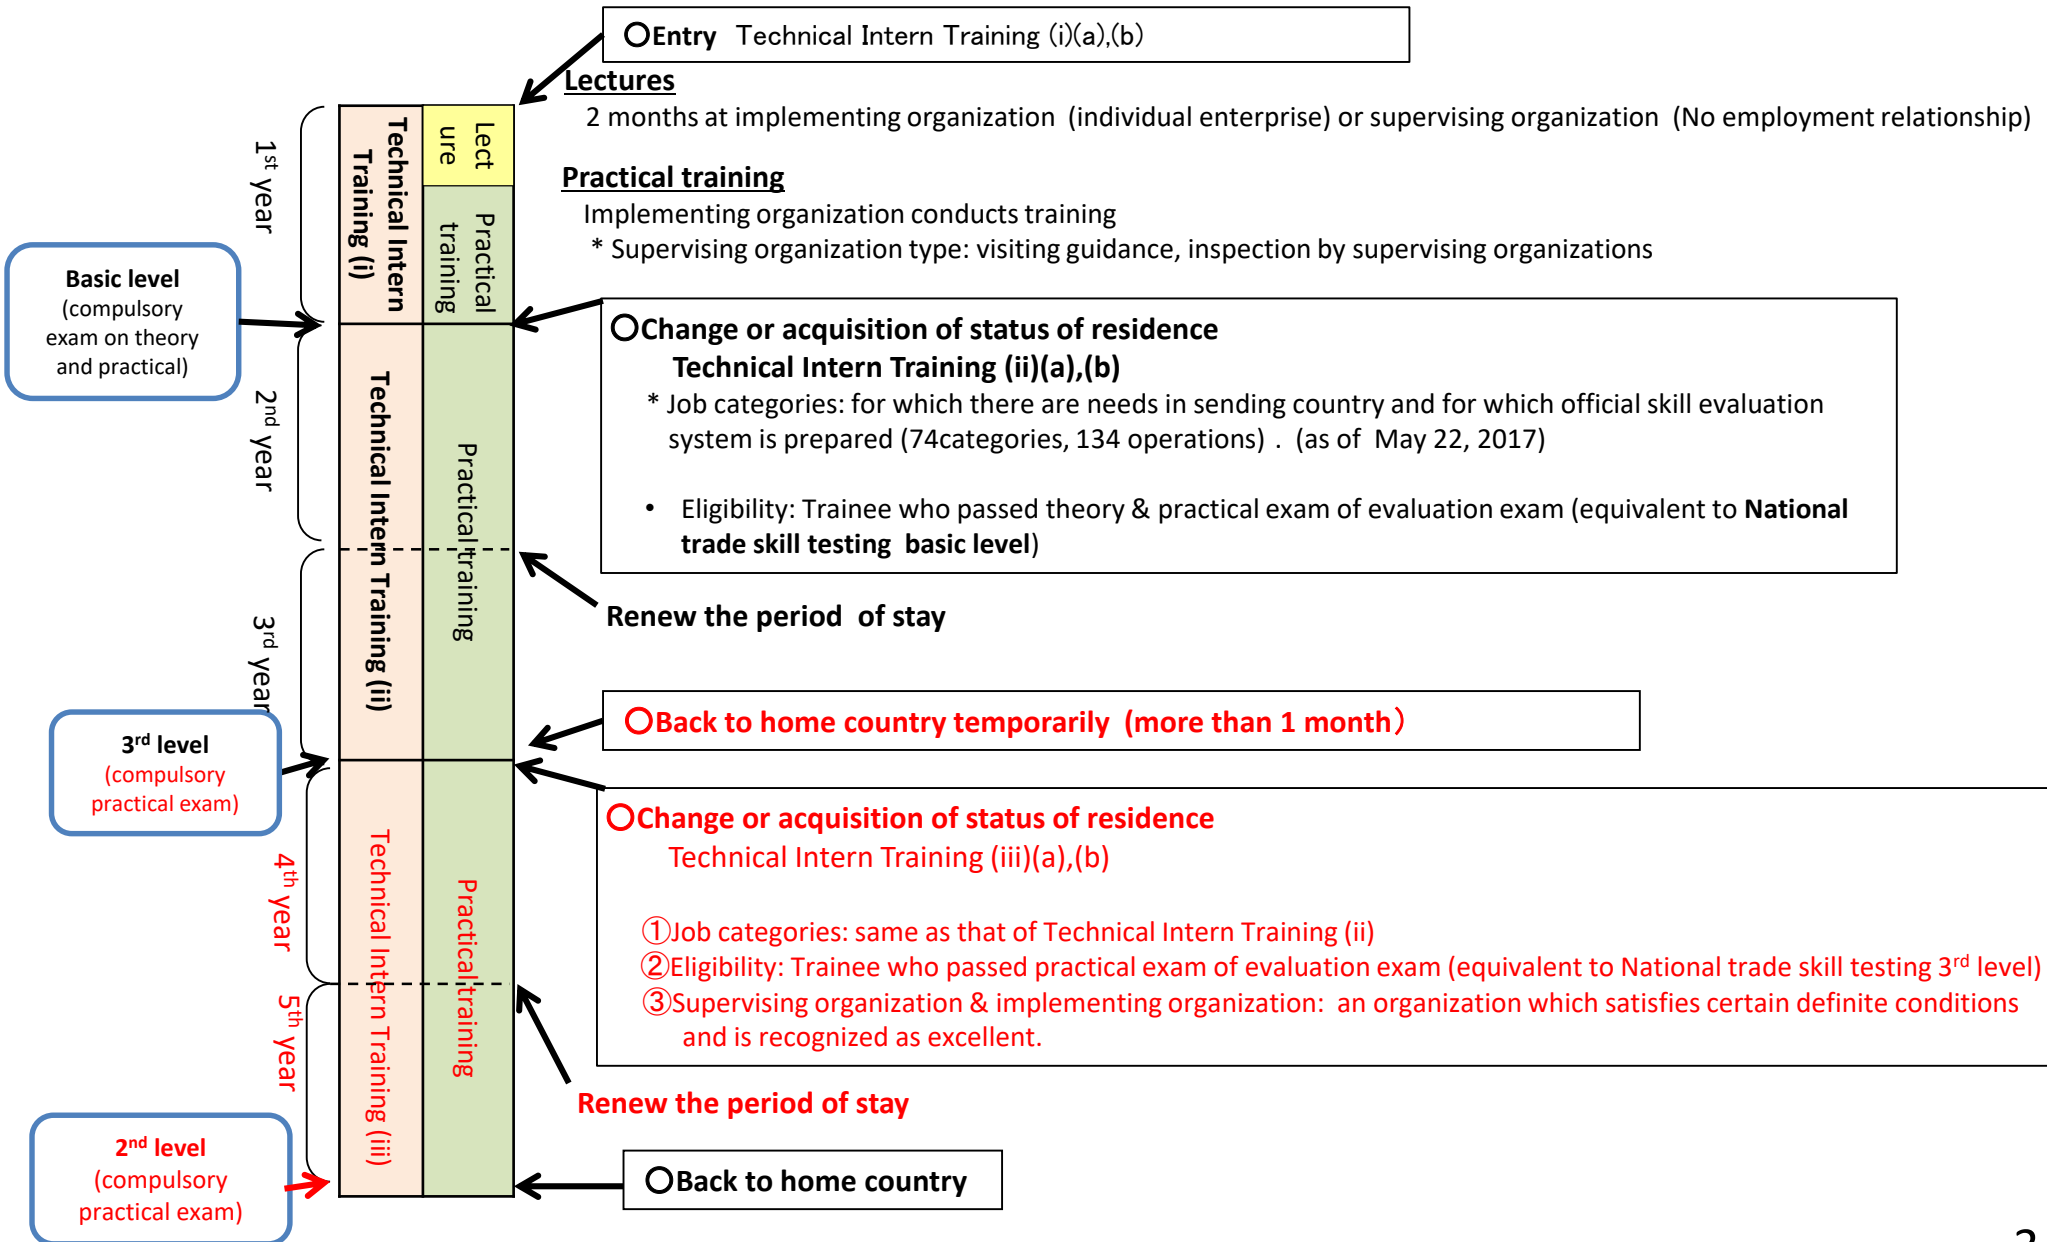 ○Entry Technical Intern Training (i)(a),(b)
Lectures
2 months at implementing organization (individual enterprise) or supervising organization (No employment relationship)
Practical training
Implementing organization conducts training
* Supervising organization type: visiting guidance, inspection by supervising organizations
1st year
Technical Intern
Training (i)
Lect
ure
Practical
training
Basic level
(compulsory
exam on theory
and practical)
○Change or acquisition of status of residence
Technical Intern Training (ii)(a),(b)
* Job categories: for which there are needs in sending country and for which official skill evaluation
system is prepared (74categories, 134 operations) . (as of May 22, 2017)
• Eligibility: Trainee who passed theory & practical exam of evaluation exam (equivalent to National
trade skill testing basic level)
2nd year
Technical Intern Training (ii)
Practical training
Renew the period of stay
3rd year
○Back to home country temporarily (more than 1 month）
3rd level
(compulsory
practical exam)
○Change or acquisition of status of residence
Technical Intern Training (iii)(a),(b)
①Job categories: same as that of Technical Intern Training (ii)
②Eligibility: Trainee who passed practical exam of evaluation exam (equivalent to National trade skill testing 3rd level)
③Supervising organization & implementing organization: an organization which satisfies certain definite conditions
and is recognized as excellent.
4th year
Technical Intern Training (iii)
Practical training
5th year
Renew the period of stay
2nd level
(compulsory
practical exam)
○Back to home country